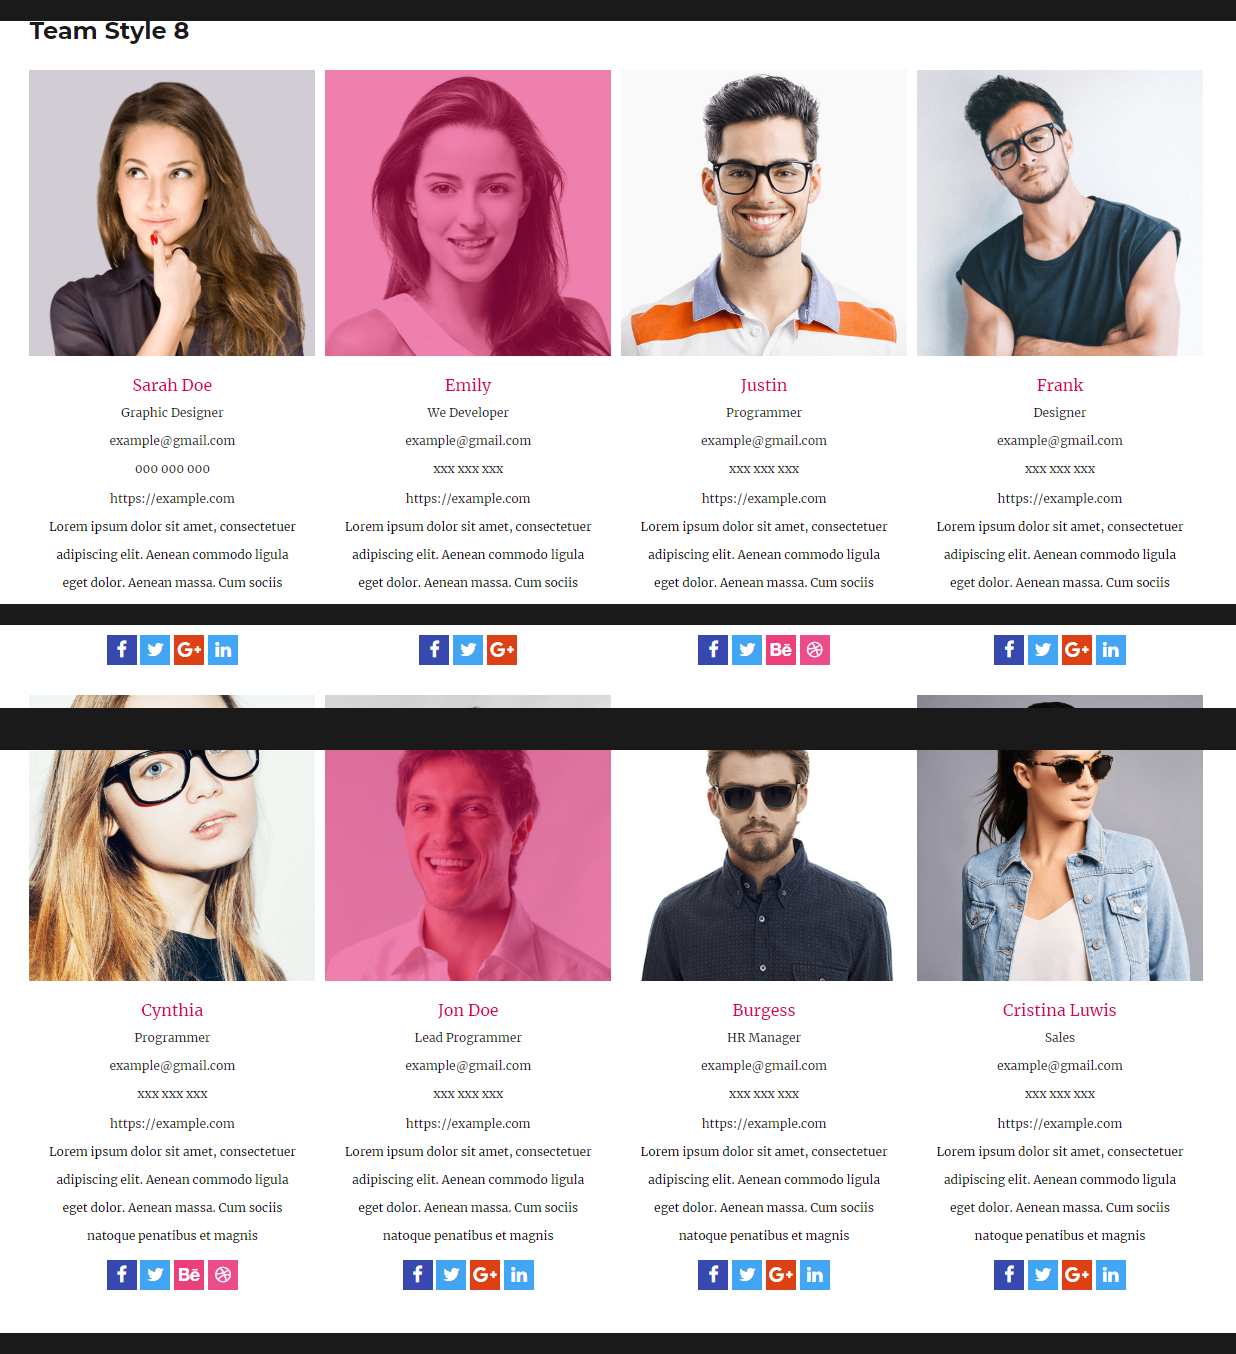 Team Style 8
Sarah Doe
Graphic Designer
example@gmail.com
000 000 000
https://example.com
Lorem ipsum dolor sit amet, consectetuer
adipiscing elit. Aenean commodo ligula
eget dolor. Aenean massa. Cum sociis
Emily
We Developer
example@gmail.com
xxx xxx xxx
https://example.com
Lorem ipsum dolor sit amet, consectetuer
adipiscing elit. Aenean commodo ligula
eget dolor. Aenean massa. Cum sociis
G+
Justin
Programmer
example@gmail.com
xxx xxx xxx
https://example.com
Lorem ipsum dolor sit amet, consectetuer
adipiscing elit. Aenean commodo ligula
eget dolor. Aenean massa. Cum sociis
Frank
Designer
example@gmail.com
xxx xxx xxx
https://example.com
Lorem ipsum dolor sit amet, consectetuer
adipiscing elit. Aenean commodo ligula
eget dolor. Aenean massa. Cum sociis
f G+ in
f G+
f Bē
f G+ in
Cynthia
Programmer
example@gmail.com
xxx xxx xxx
https://example.com
Lorem ipsum dolor sit amet, consectetuer
adipiscing elit. Aenean commodo ligula
eget dolor. Aenean massa. Cum sociis
natoque penatibus et magnis
f Bē
Jon Doe
Lead Programmer
example@gmail.com
xxx xxx xxx
https://example.com
Lorem ipsum dolor sit amet, consectetuer
adipiscing elit. Aenean commodo ligula
eget dolor. Aenean massa. Cum sociis
natoque penatibus et magnis
f G+ in
Burgess
HR Manager
example@gmail.com
xxx xxx xxx
https://example.com
Lorem ipsum dolor sit amet, consectetuer
adipiscing elit. Aenean commodo ligula
eget dolor. Aenean massa. Cum sociis
natoque penatibus et magnis
f G+ in
Cristina Luwis
Sales
example@gmail.com
xxx xxx xxx
https://example.com
Lorem ipsum dolor sit amet, consectetuer
adipiscing elit. Aenean commodo ligula
eget dolor. Aenean massa. Cum sociis
natoque penatibus et magnis
f G+ in